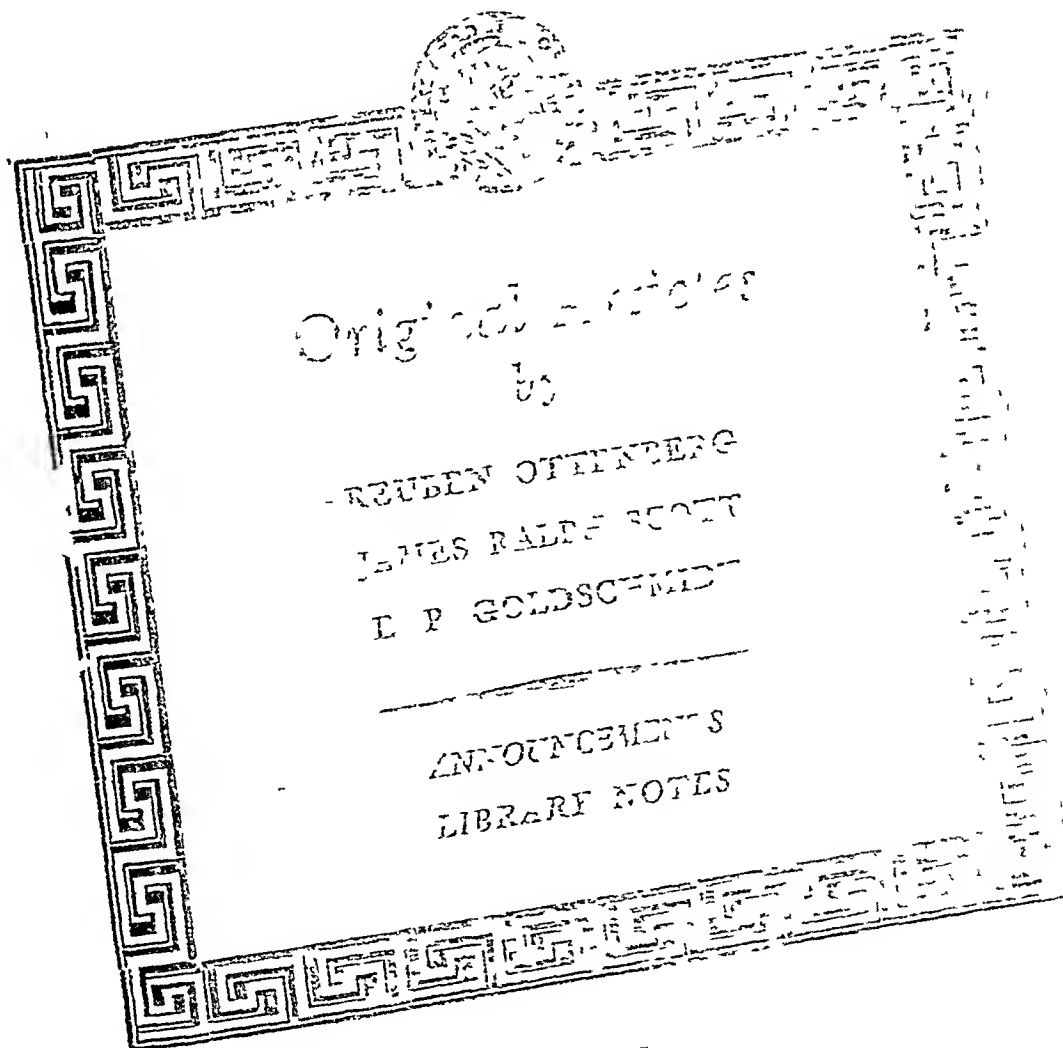 Original Articles
by
REUBEN OTTENBERG
JAMES RALPH SCOTT
E P GOLDSCHMIDT
ANNOUNCEMENTS
LIBRARY NOTES